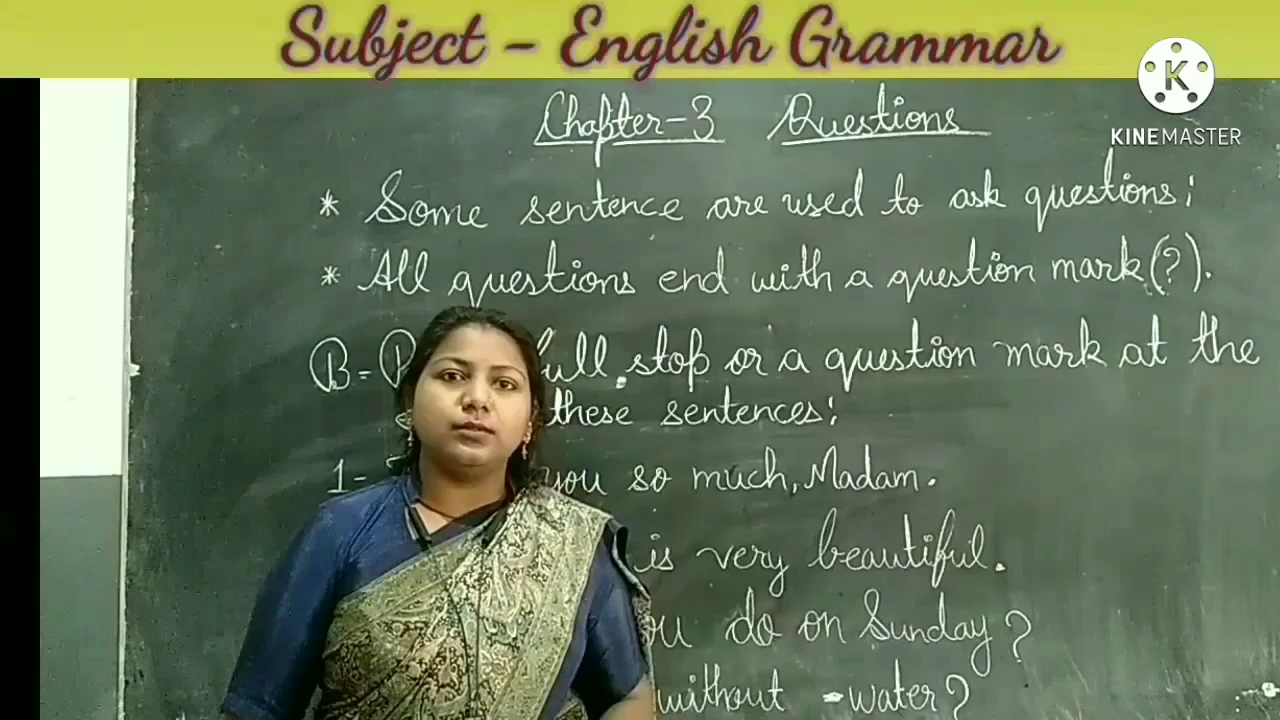 Subject - English Grammar
K
KINEMASTER
Chapter-3 Questions
* Some sentence are used to ask questions;
* All questions end with a question mark (?).
B = full stop or a question mark at the
these sentences;
1- you so much, Madam.
is very beautiful.
do on Sunday?
without water?